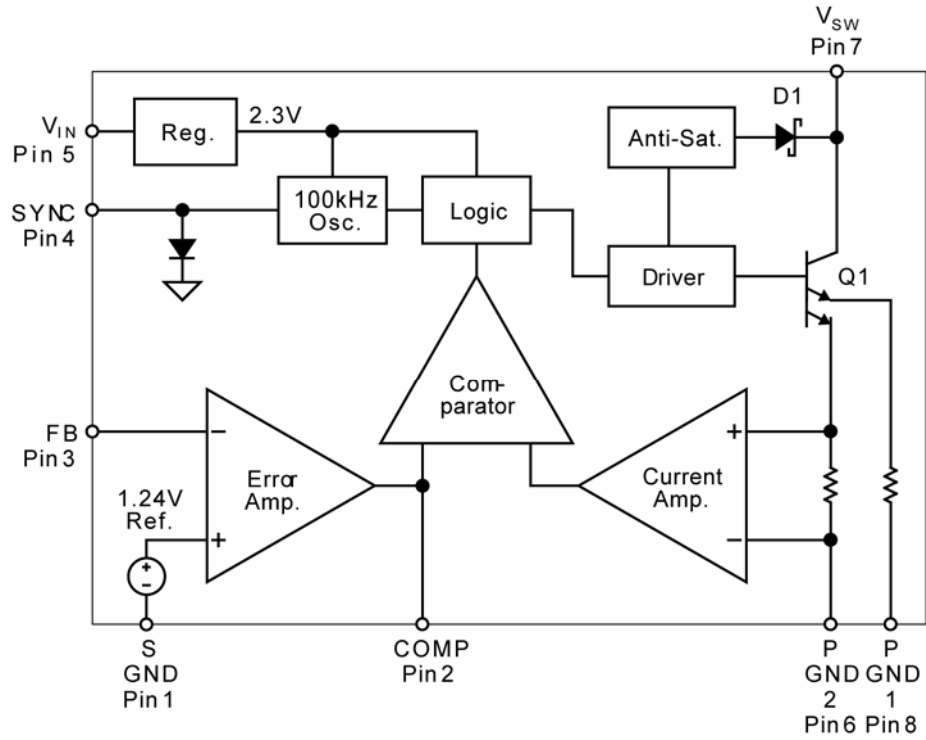 VSW
Pin 7
D1
VIN
Pin 5
Reg.
2.3V
Anti-Sat.
SYNC
Pin 4
100kHz
Osc.
Logic
Driver
Q1
Com-
parator
FB
Pin 3
−
Error
Amp.
+
1.24V
Ref.
+
−
+
Current
Amp.
−
S
GND
Pin 1
COMP
Pin 2
P
GND
2
Pin 6
P
GND
1
Pin 8